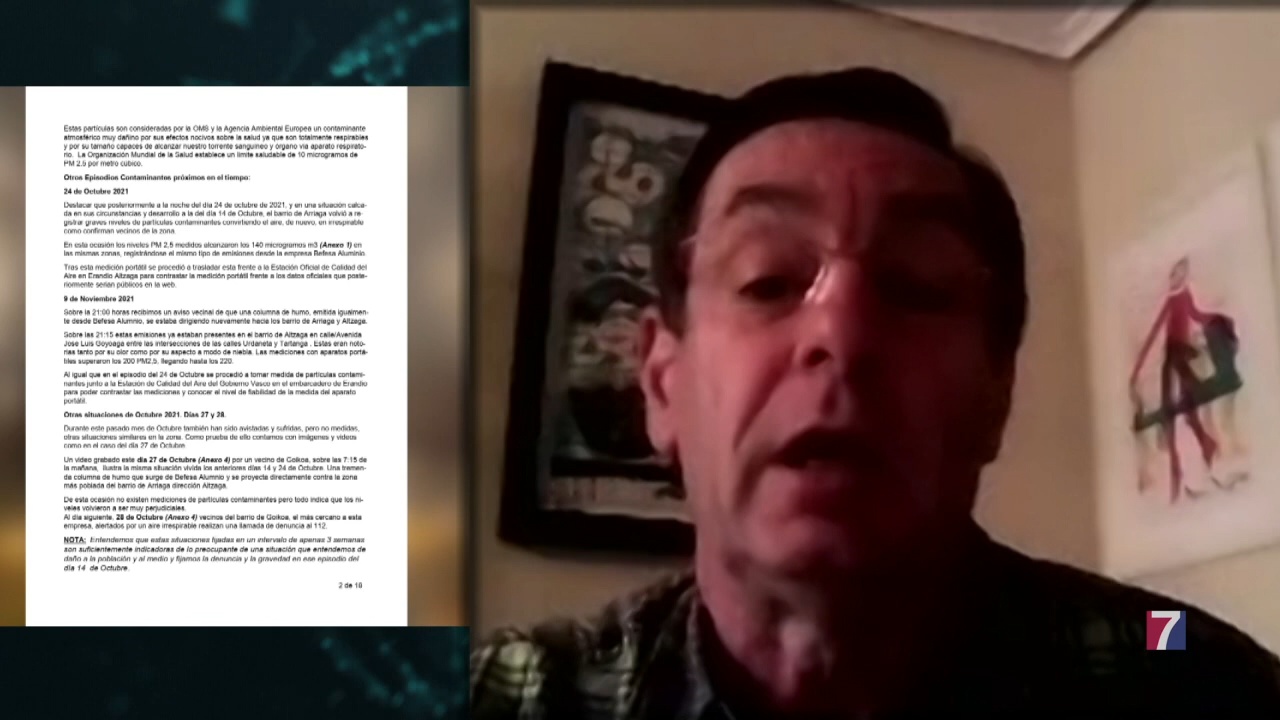 Estas partículas son consideradas por la OMS y la Agencia Ambiental Europea un contaminante
atmosférico muy dañino por sus efectos nocivos sobre la salud ya que son totalmente respirables
y por su tamaño capaces de alcanzar nuestro torrente sanguíneo y organo vía aparato respirato-
rio. La Organización Mundial de la Salud establece un límite saludable de 10 microgramos de
PM 2,5 por metro cúbico.
Otros Episodios Contaminantes próximos en el tiempo:
24 de Octubre 2021
Destacar que posteriormente a la noche del día 24 de octubre de 2021, y en una situación calca-
da en sus circunstancias y desarrollo a la del día 14 de Octubre, el barrio de Arriaga volvió a re-
gistrar graves niveles de partículas contaminantes convirtiendo el aire, de nuevo, en irrespirable
como confirman vecinos de la zona.
En esta ocasión los niveles PM 2,5 medidos alcanzaron los 140 microgramos m3 (Anexo 1) en
las mismas zonas, registrándose el mismo tipo de emisiones desde la empresa Befesa Aluminio.
Tras esta medición portátil se procedió a trasladar esta frente a la Estación Oficial de Calidad del
Aire en Erandio Altzaga para contrastar la medición portátil frente a los datos oficiales que poste-
riormente serían públicos en la web.
9 de Noviembre 2021
Sobre la 21:00 horas recibimos un aviso vecinal de que una columna de humo, emitida igualmen-
te desde Befesa Alumnio, se estaba dirigiendo nuevamente hacia los barrio de Arriaga y Altzaga.
Sobre las 21:15 estas emisiones ya estaban presentes en el barrio de Altzaga en calle/Avenida
Jose Luis Goyoaga entre las intersecciones de las calles Urdaneta y Tartanga . Estas eran noto-
rias tanto por su olor como por su aspecto a modo de niebla. Las mediciones con aparatos portá-
tiles superaron los 200 PM2,5, llegando hasta los 220.
Al igual que en el episodio del 24 de Octubre se procedió a tomar medida de partículas contami-
nantes junto a la Estación de Calidad del Aire del Gobierno Vasco en el embarcadero de Erandio
para poder contrastar las mediciones y conocer el nivel de fiabilidad de la medida del aparato
portátil.
Otras situaciones de Octubre 2021. Días 27 y 28.
Durante este pasado mes de Octubre también han sido avistadas y sufridas, pero no medidas,
otras situaciones similares en la zona. Como prueba de ello contamos con imágenes y videos
como en el caso del día 27 de Octubre.
Un video grabado este día 27 de Octubre (Anexo 4) por un vecino de Goikoa, sobre las 7:15 de
la mañana, ilustra la misma situación vivida los anteriores días 14 y 24 de Octubre. Una tremen-
da columna de humo que surge de Befesa Alumnio y se proyecta directamente contra la zona
más poblada del barrio de Arriaga dirección Altzaga.
De esta ocasión no existen mediciones de partículas contaminantes pero todo indica que los ni-
veles volvieron a ser muy perjudiciales.
Al día siguiente, 28 de Octubre (Anexo 4) vecinos del barrio de Goikoa, el más cercano a esta
empresa, alertados por un aire irrespirable realizan una llamada de denuncia al 112.
NOTA: Entendemos que estas situaciones fijadas en un intervalo de apenas 3 semanas
son suficientemente indicadoras de lo preocupante de una situación que entendemos de
daño a la población y al medio y fijamos la denuncia y la gravedad en ese episodio del
día 14 de Octubre.
2 de 10
7